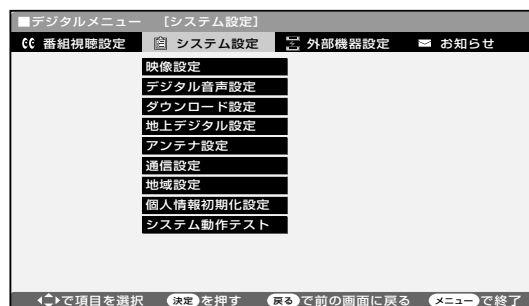 ■デジタルメニュー [システム設定]
番組視聴設定 システム設定 外部機器設定 お知らせ
映像設定
デジタル音声設定
ダウンロード設定
地上デジタル設定
アンテナ設定
通信設定
地域設定
個人情報初期化設定
システム動作テスト
で項目を選択 決定を押す 戻るで前の画面に戻る メニューで終了